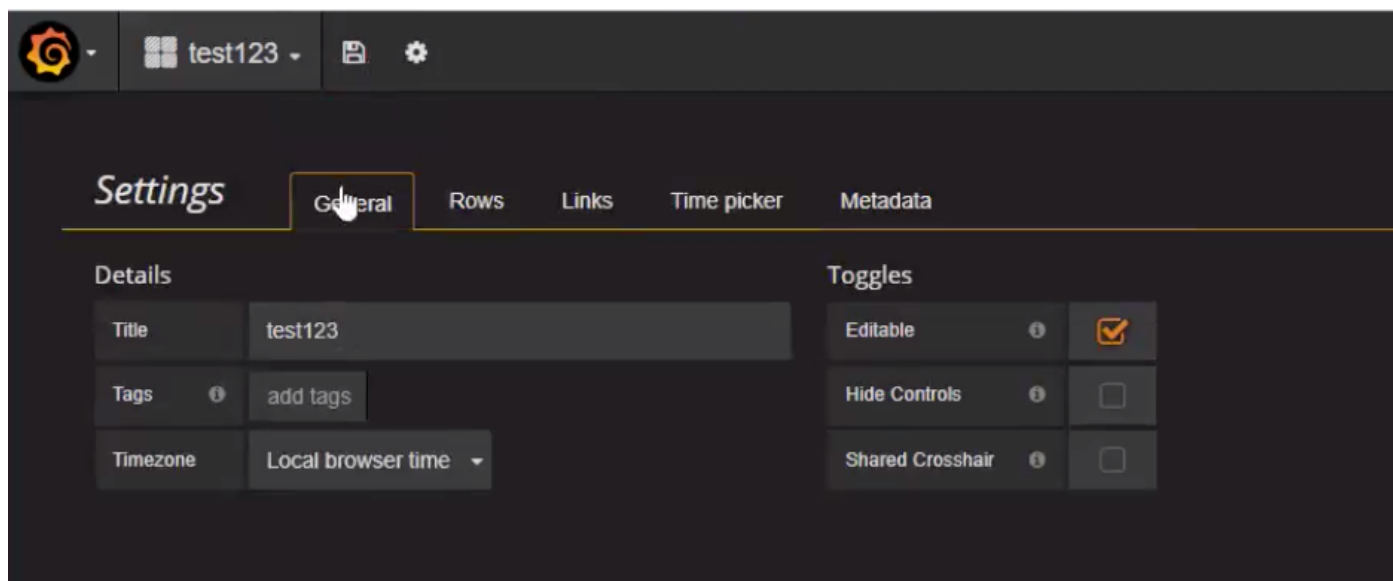 test123
Settings
General
Rows
Links
Time picker
Metadata
Details
Title
test123
Tags
add tags
Timezone
Local browser time
Toggles
Editable
Hide Controls
Shared Crosshair